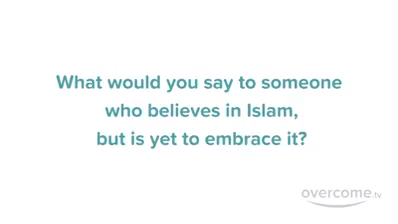 What would you say to someone
who believes in Islam,
but is yet to embrace it?
overcome.tv